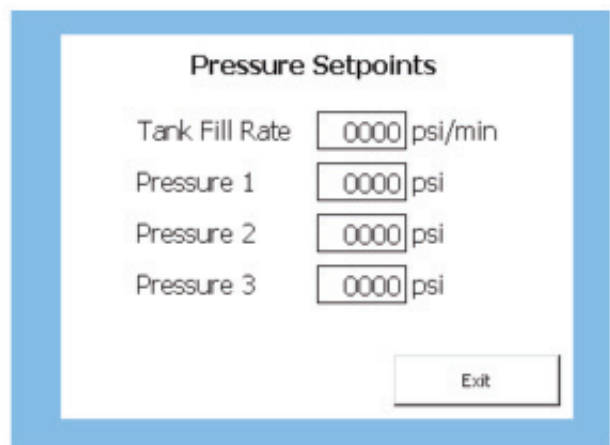 Pressure Setpoints
Tank Fill Rate 0000 psi/min
Pressure 1 0000 psi
Pressure 2 0000 psi
Pressure 3 0000 psi
Exit